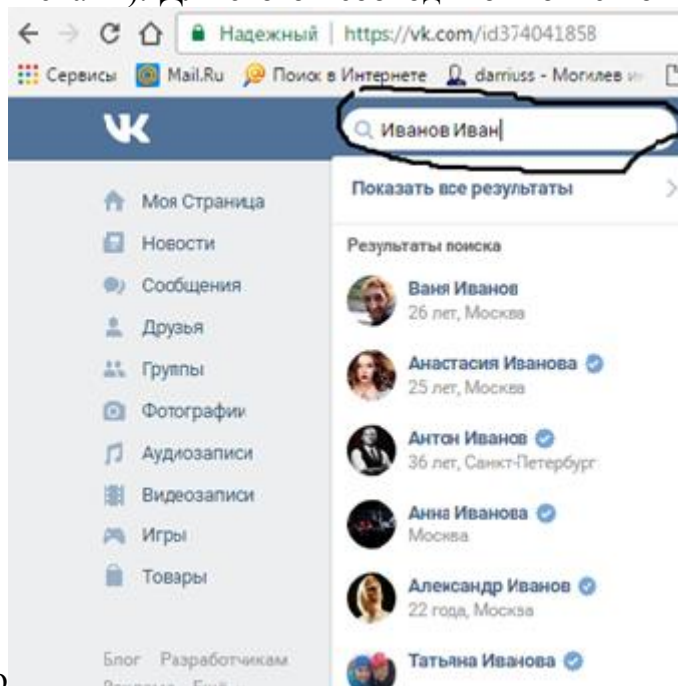 Надежный | https://vk.com/id374041858
Сервисы Mail.Ru Поиск в Интернете darriuss - Могилев
Иванов Иван
Моя Страница
Новости
Сообщения
Друзья
Группы
Фотографии
Аудиозаписи
Видеозаписи
Игры
Товары
Блог Разработчикам
Показать все результаты
Результаты поиска
Ваня Иванов
26 лет, Москва
Анастасия Иванова
25 лет, Москва
Антон Иванов
36 лет, Санкт-Петербург
Анна Иванова
Москва
Александр Иванов
22 года, Москва
Татьяна Иванова